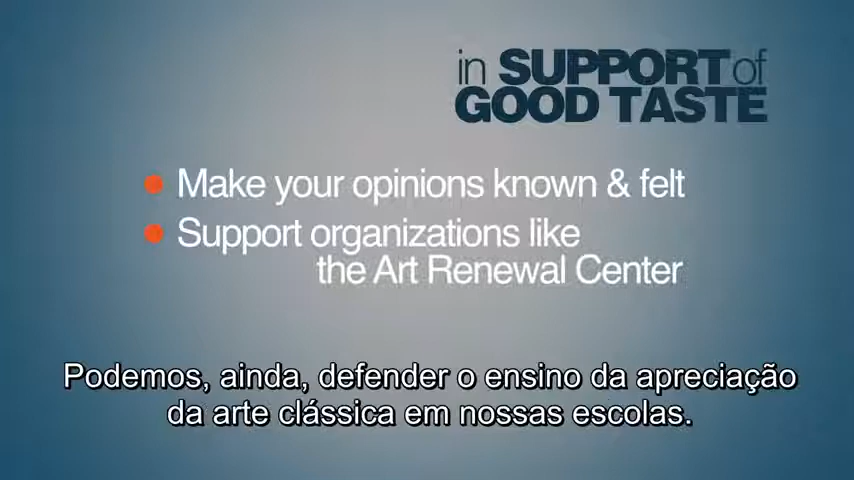 in SUPPORT of
GOOD TASTE
Make your opinions known & felt
Support organizations like
the Art Renewal Center
Podemos, ainda, defender o ensino da apreciação
da arte clássica em nossas escolas.